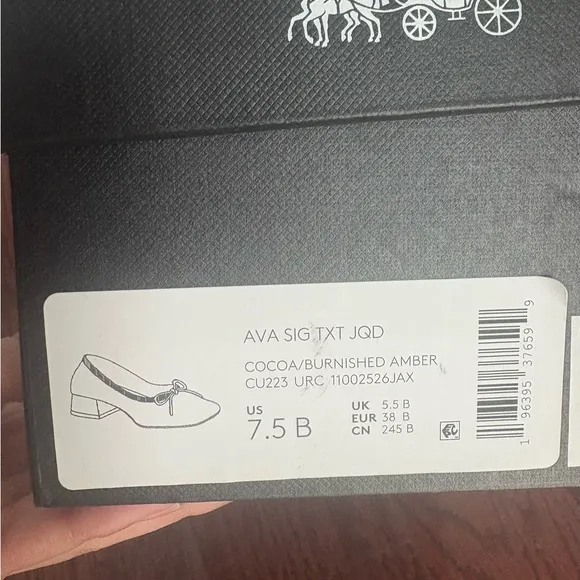 AVA SIG TXT JQD
COCOA/BURNISHED AMBER
CU223 URC 11002526JAX
US
7.5 B
UK 5.5 B
EUR 38 B
CN 245 B
1 96395 37659 9